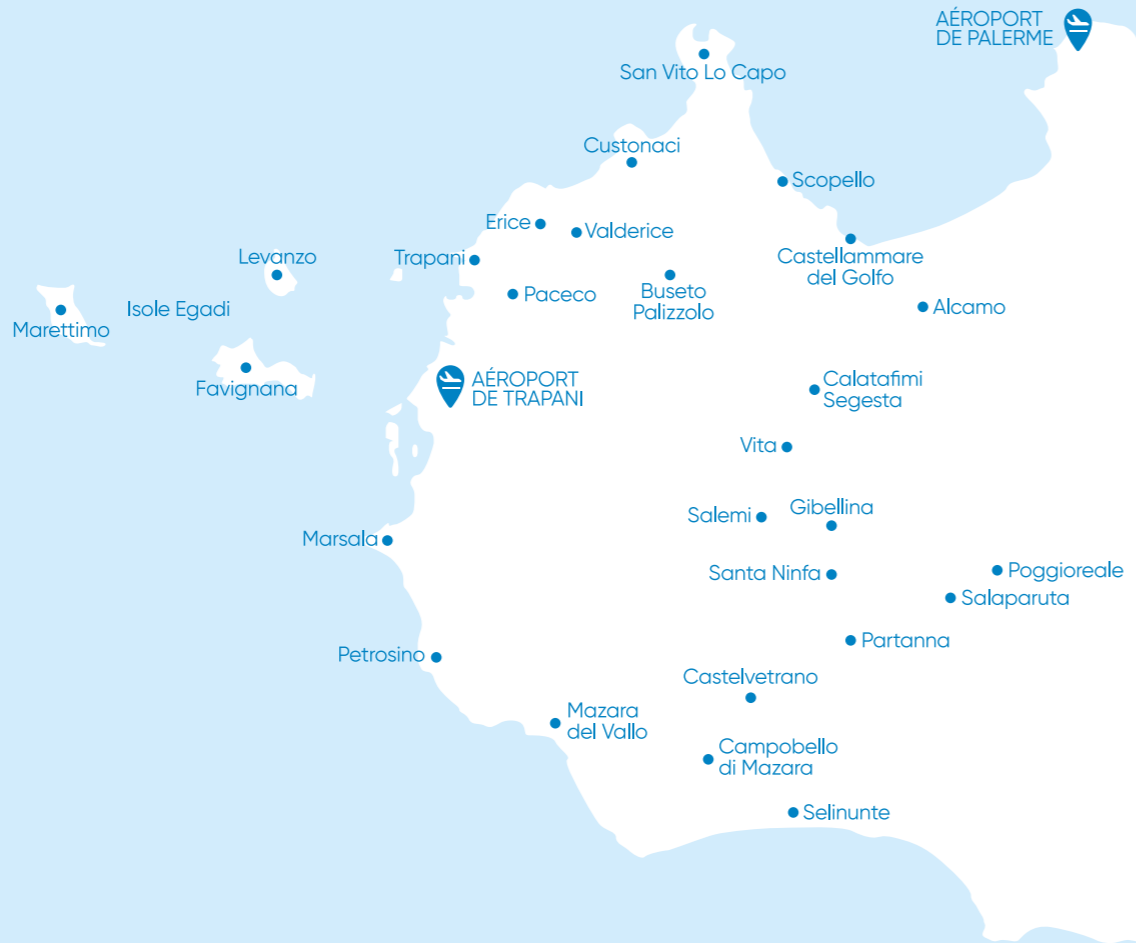 AÉROPORT
DE PALERME
San Vito Lo Capo
Custonaci
Scopello
Erice
Valderice
Levanzo
Trapani
Castellammare
del Golfo
Paceco
Buseto
Palizzolo
Isole Egadi
Alcamo
Marettimo
Favignana
AÉROPORT
DE TRAPANI
Calatafimi
Segesta
Vita
Salemi
Gibellina
Marsala
Santa Ninfa
Poggioreale
Salaparuta
Partanna
Petrosino
Castelvetrano
Mazara
del Vallo
Campobello
di Mazara
Selinunte